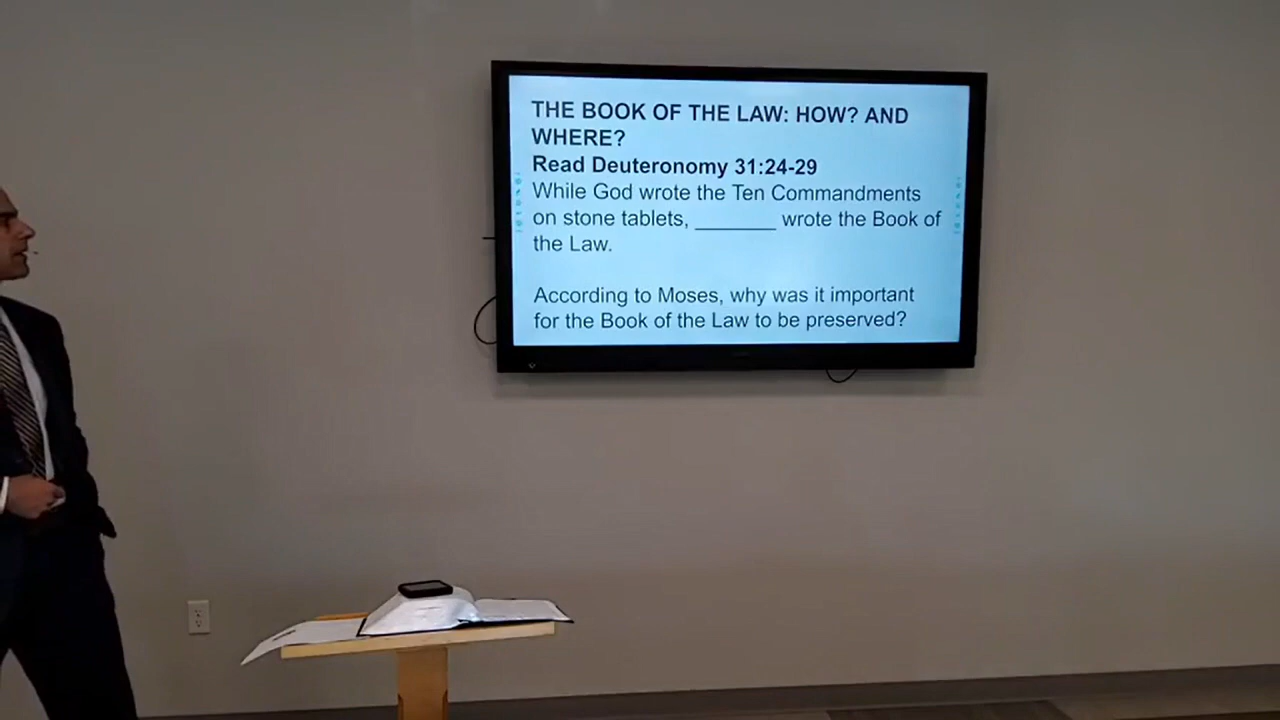 THE BOOK OF THE LAW: HOW? AND
WHERE?
Read Deuteronomy 31:24-29
While God wrote the Ten Commandments
on stone tablets, _______ wrote the Book of
the Law.
According to Moses, why was it important
for the Book of the Law to be preserved?